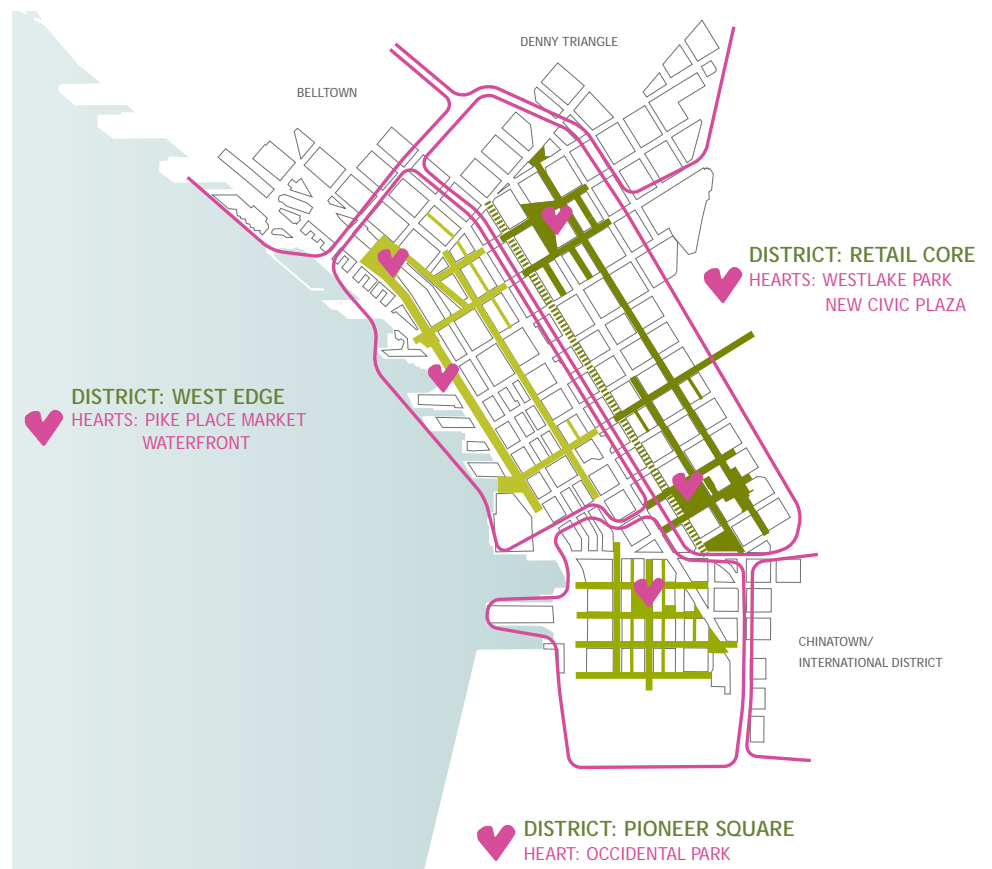 DENNY TRIANGLE
BELLTOWN
DISTRICT: RETAIL CORE
HEARTS: WESTLAKE PARK
NEW CIVIC PLAZA
DISTRICT: WEST EDGE
HEARTS: PIKE PLACE MARKET
WATERFRONT
CHINATOWN/
INTERNATIONAL DISTRICT
DISTRICT: PIONEER SQUARE
HEART: OCCIDENTAL PARK